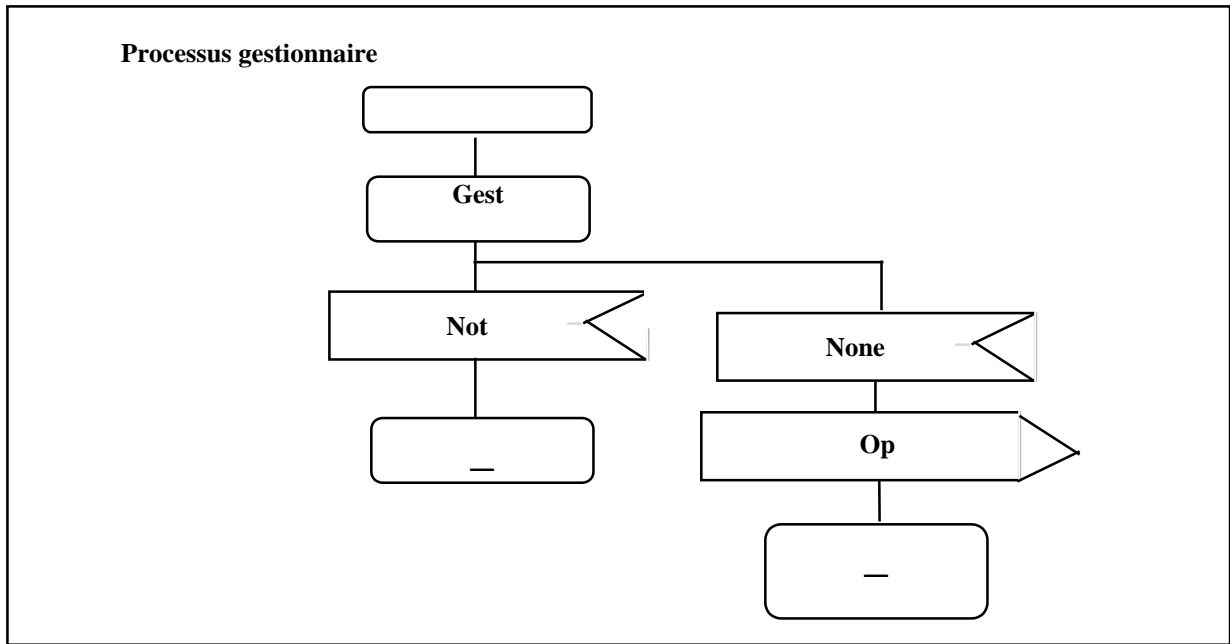 Processus gestionnaire
Gest
Not
None
Op
—
—